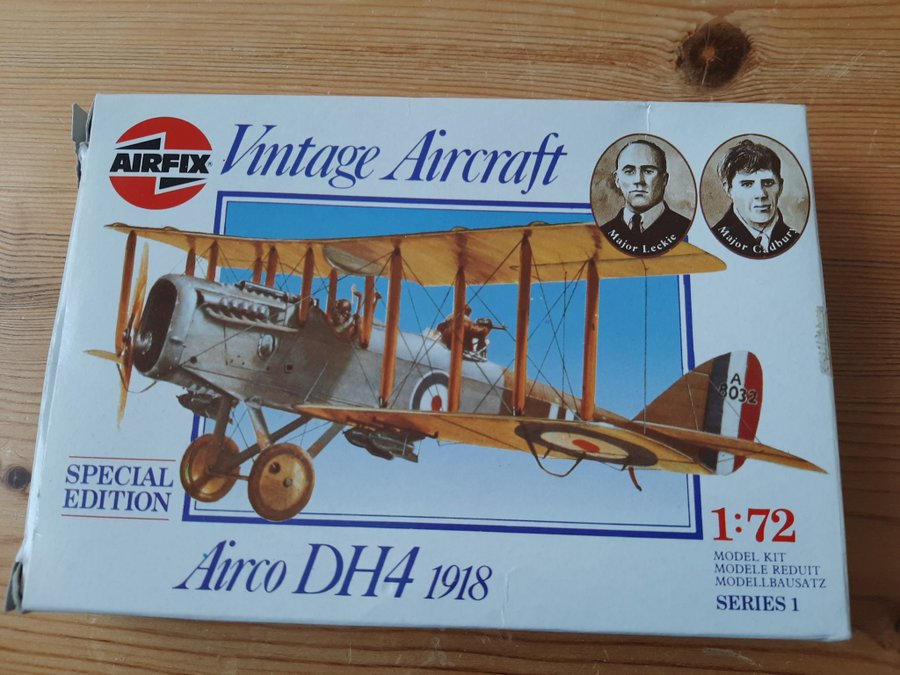 AIRFIX
Vintage Aircraft
Major Leckie
Major Cadbury
A
8032
SPECIAL
EDITION
1:72
MODEL KIT
MODELE REDUIT
MODELLBAUSATZ
SERIES 1
Airco DH4 1918